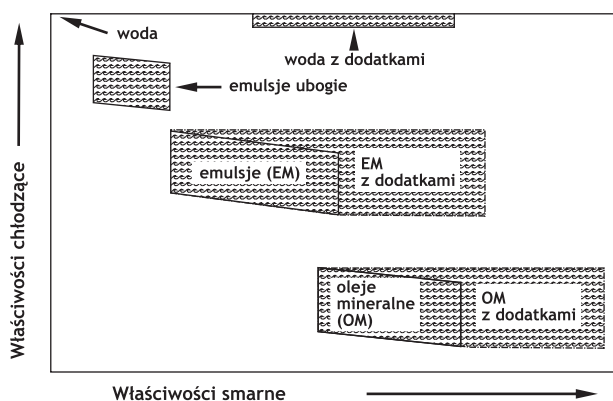 woda
woda z dodatkami
emulsje ubogie
emulsje (EM)
EM
z dodatkami
oleje
mineralne
(OM)
OM
z dodatkami
Właściwości chłodzące
Właściwości smarne